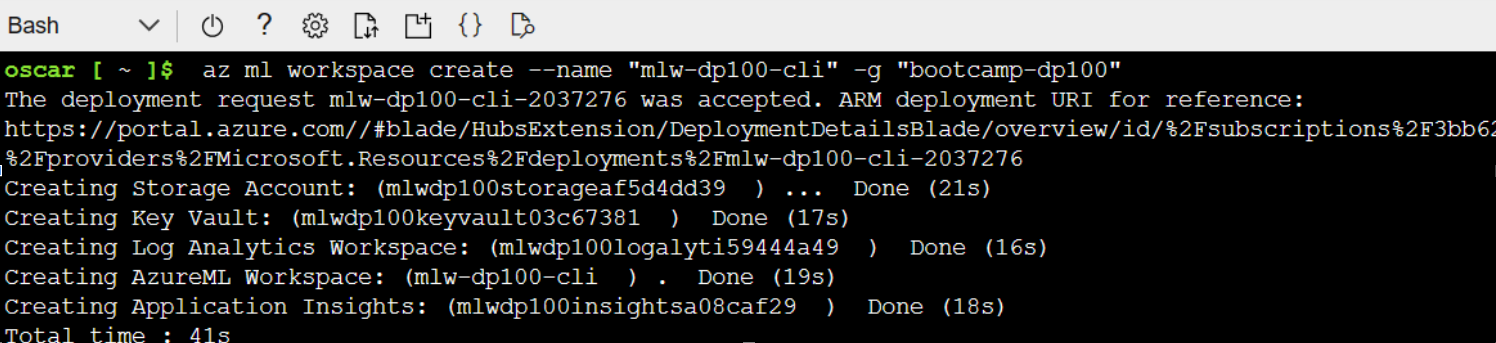 Bash
oscar [ ~ ]$ az ml workspace create --name "mlw-dp100-cli" -g "bootcamp-dp100"
The deployment request mlw-dp100-cli-2037276 was accepted. ARM deployment URI for reference:
https://portal.azure.com//#blade/HubsExtension/DeploymentDetailsBlade/overview/id/%2Fsubscriptions%2F3bb62
%2Fproviders%2FMicrosoft.Resources%2Fdeployments%2Fmlw-dp100-cli-2037276
Creating Storage Account: (mlwdp100storageaf5d4dd39  ) ...  Done (21s)
Creating Key Vault: (mlwdp100keyvault03c67381  )  Done (17s)
Creating Log Analytics Workspace: (mlwdp100logalyti59444a49  )  Done (16s)
Creating AzureML Workspace: (mlw-dp100-cli  ) .  Done (19s)
Creating Application Insights: (mlwdp100insightsa08caf29  )  Done (18s)
Total time : 41s